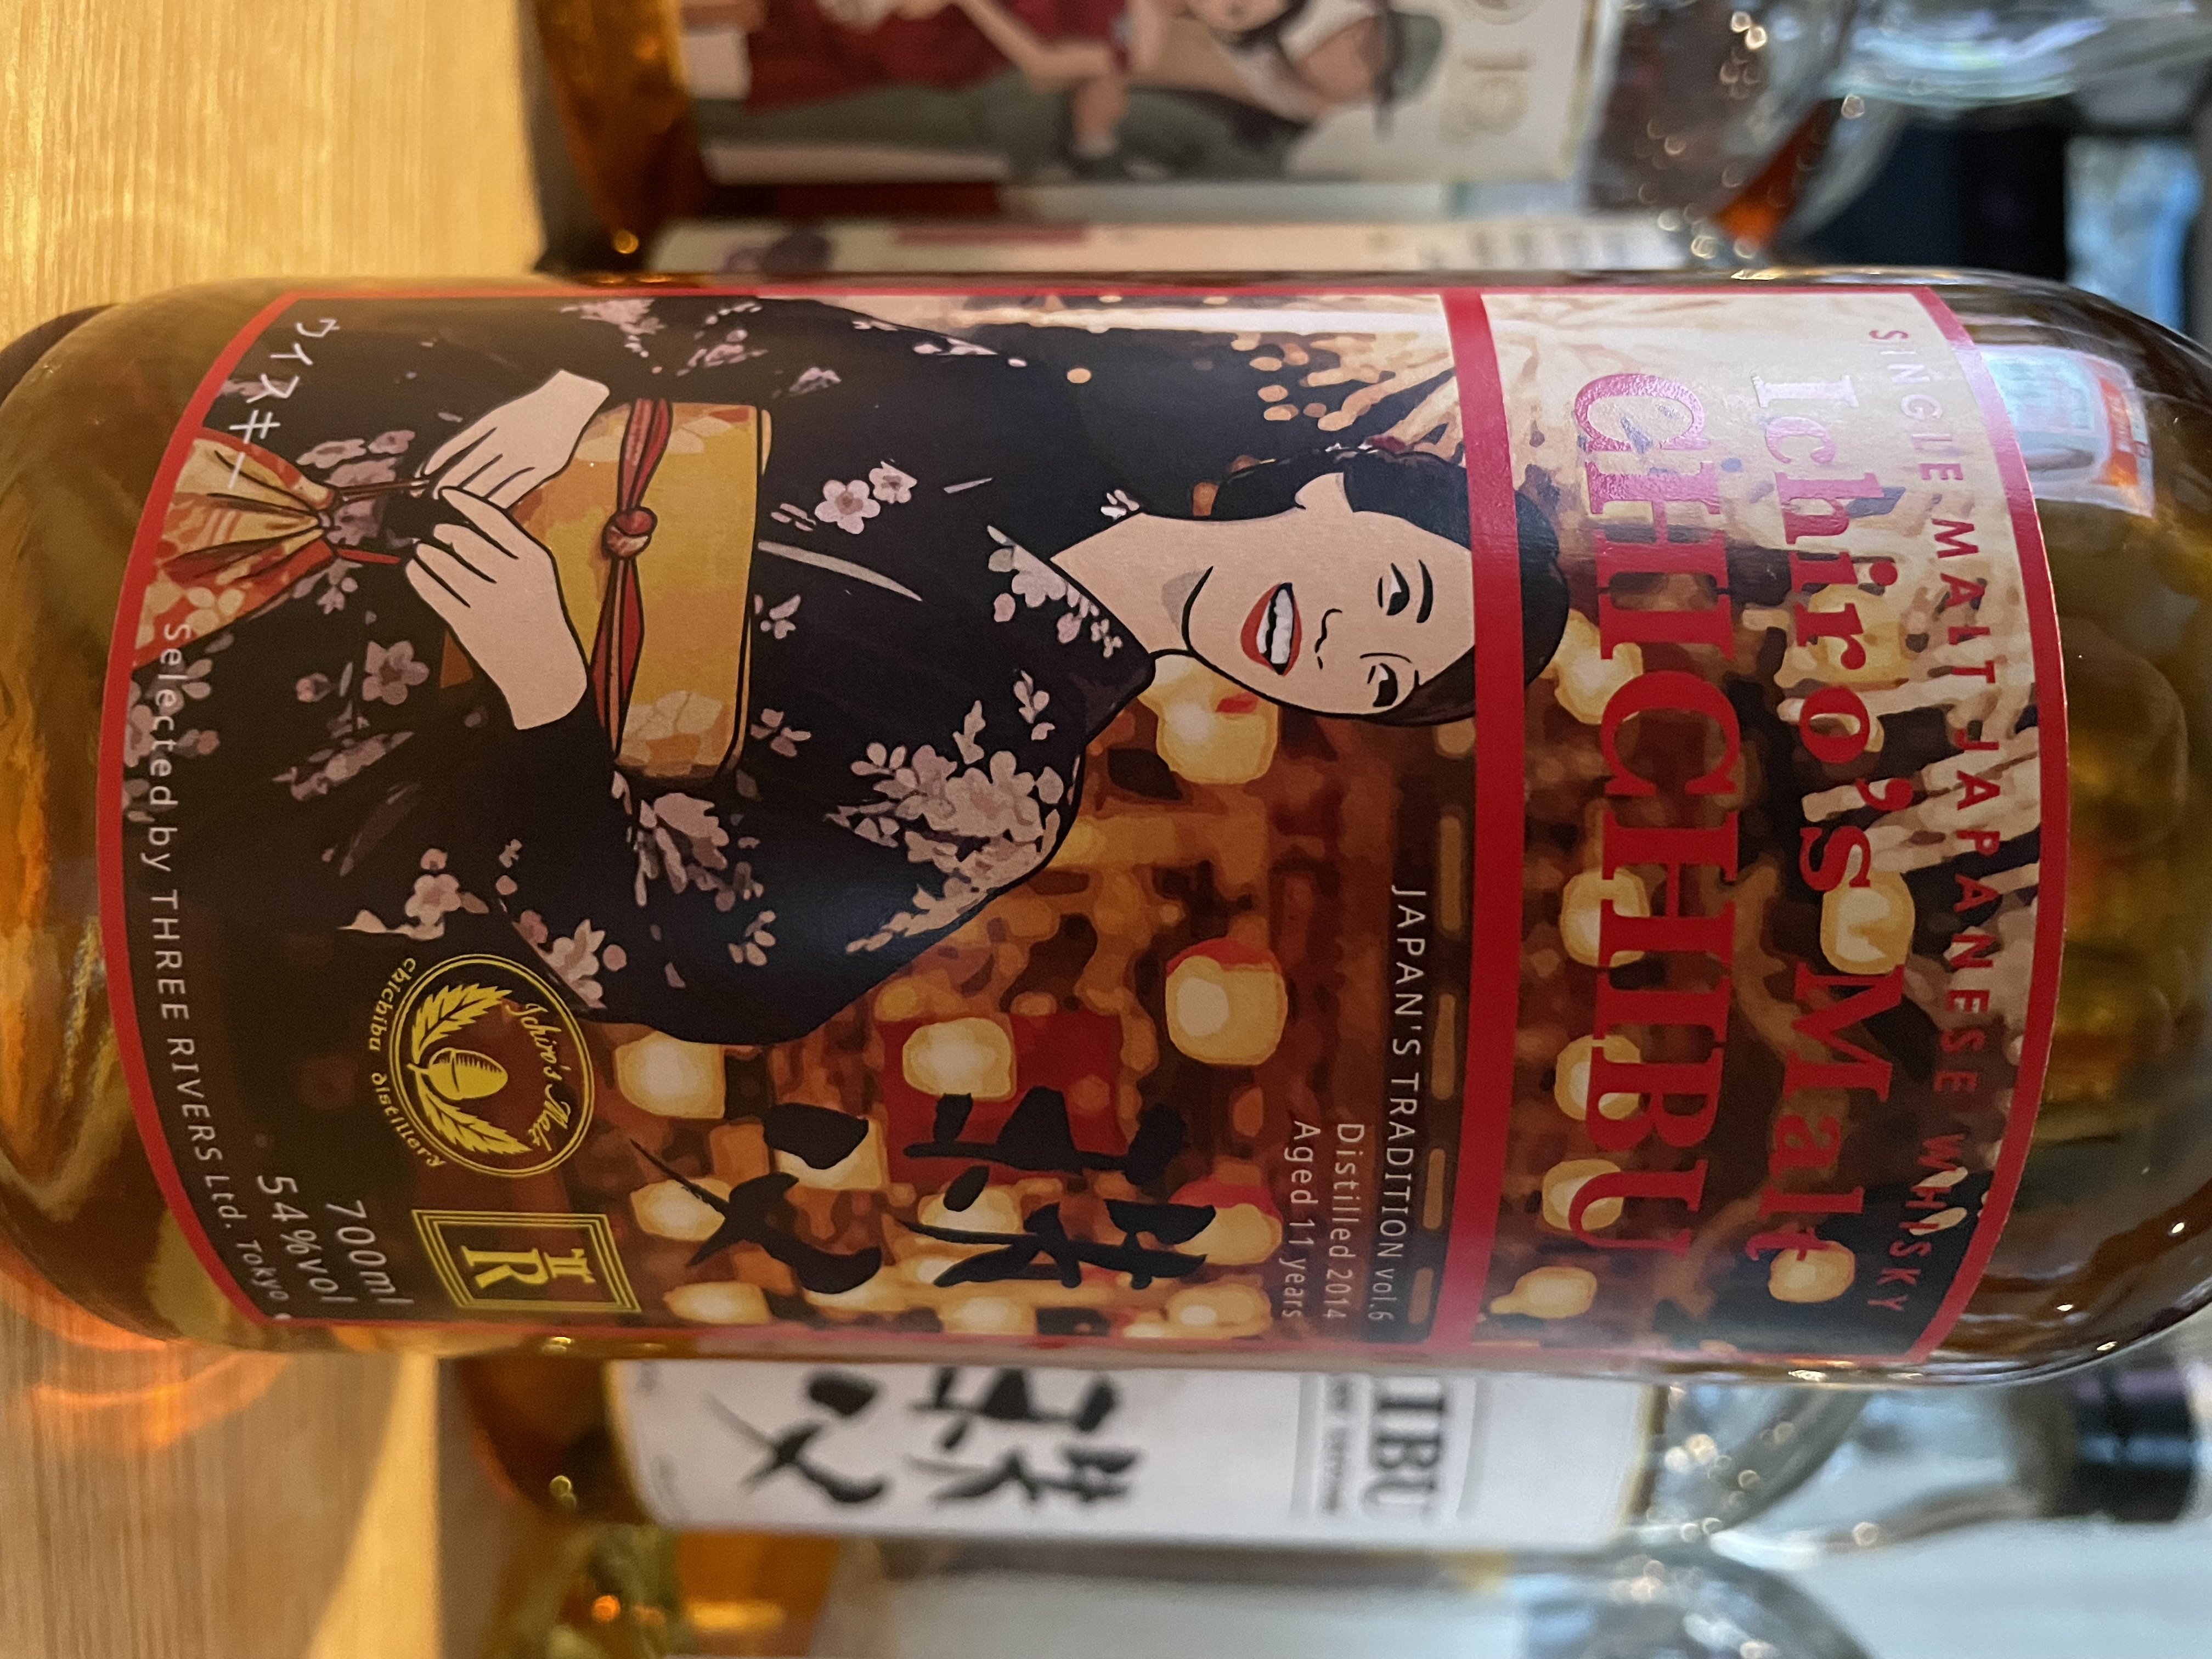 SINGLE MALT JAPANESE WHISKY
Ichiro's Malt
CHICHIBU
JAPAN'S TRADITION vol.6
Distilled 2014
Aged 11 years
秩父
Ichiro's Malt
chichibu distillery
TR
700ml
54%vol
ウイスキー
Selected by THREE RIVERS Ltd. Tokyo
IBU
秩父
12